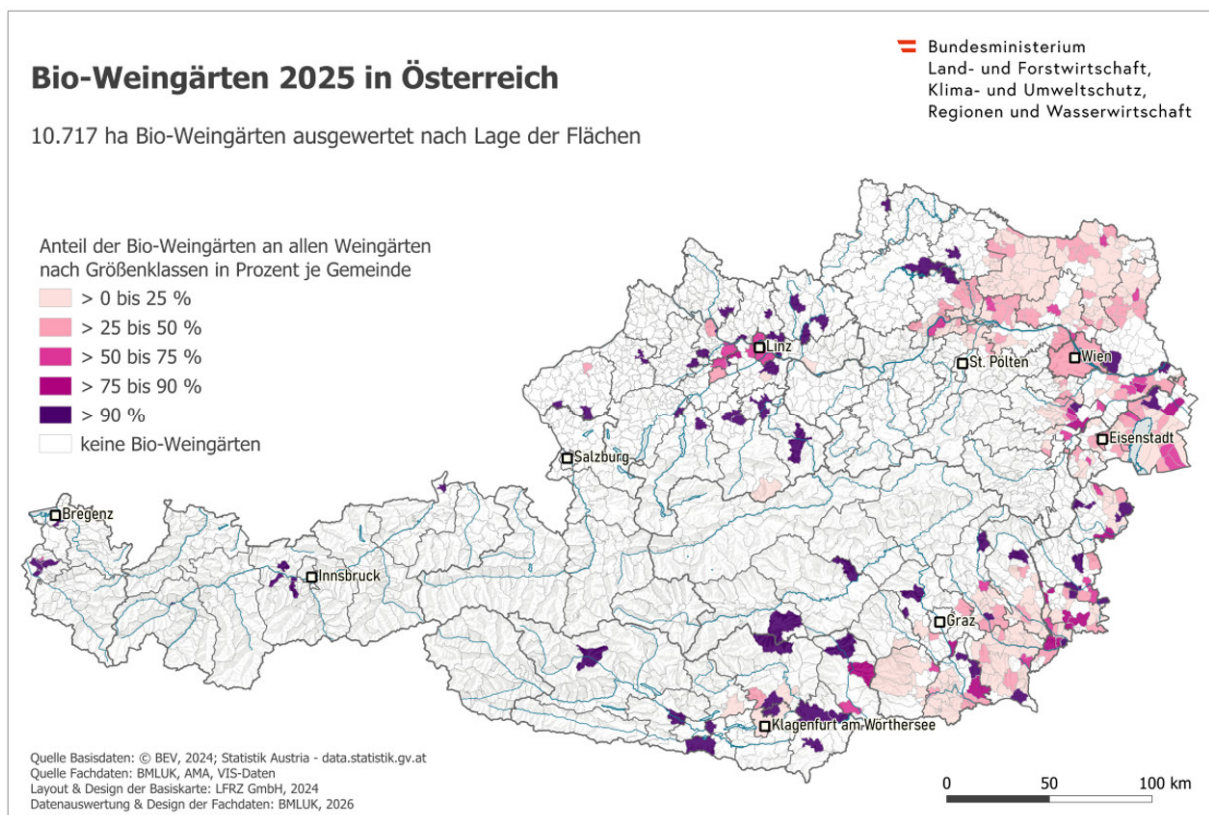 Bundesministerium
Land- und Forstwirtschaft,
Klima- und Umweltschutz,
Regionen und Wasserwirtschaft
Bio-Weingärten 2025 in Österreich
10.717 ha Bio-Weingärten ausgewertet nach Lage der Flächen
Anteil der Bio-Weingärten an allen Weingärten
nach Größenklassen in Prozent je Gemeinde
> 0 bis 25 %
> 25 bis 50 %
> 50 bis 75 %
> 75 bis 90 %
> 90 %
keine Bio-Weingärten
Linz
St. Pölten
Wien
Eisenstadt
Salzburg
Bregenz
Innsbruck
Graz
Klagenfurt am Wörthersee
Quelle Basisdaten: © BEV, 2024; Statistik Austria - data.statistik.gv.at
Quelle Fachdaten: BMLUK, AMA, VIS-Daten
Layout & Design der Basiskarte: LFRZ GmbH, 2024
Datenauswertung & Design der Fachdaten: BMLUK, 2026
0 50 100 km